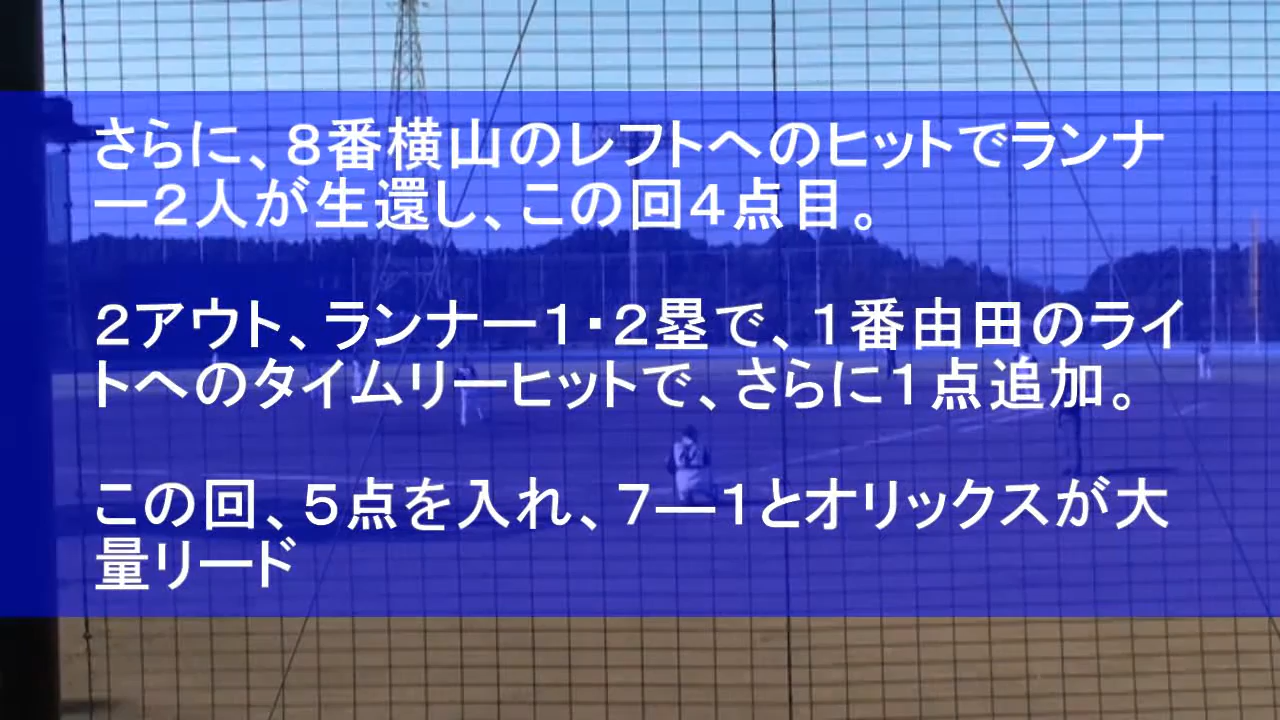 さらに、８番横山のレフトへのヒットでランナ
ー２人が生還し、この回４点目。
２アウト、ランナー１・２塁で、１番由田のライ
トへのタイムリーヒットで、さらに１点追加。
この回、５点を入れ、７―１とオリックスが大
量リード